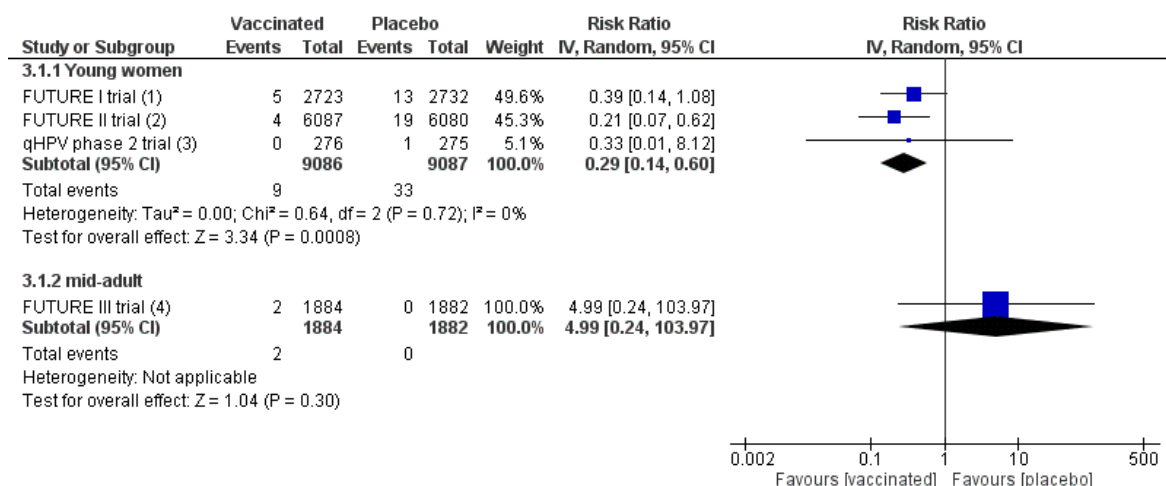 Vaccinated Placebo Risk Ratio Risk Ratio
Study or Subgroup Events Total Events Total Weight IV, Random, 95% CI IV, Random, 95% CI
3.1.1 Young women
FUTURE I trial (1) 5 2723 13 2732 49.6% 0.39 [0.14, 1.08]
FUTURE II trial (2) 4 6087 19 6080 45.3% 0.21 [0.07, 0.62]
qHPV phase 2 trial (3) 0 276 1 275 5.1% 0.33 [0.01, 8.12]
Subtotal (95% CI) 9086 9087 100.0% 0.29 [0.14, 0.60]
Total events 9 33
Heterogeneity: Tau² = 0.00; Chi² = 0.64, df = 2 (P = 0.72); I² = 0%
Test for overall effect: Z = 3.34 (P = 0.0008)
3.1.2 mid-adult
FUTURE III trial (4) 2 1884 0 1882 100.0% 4.99 [0.24, 103.97]
Subtotal (95% CI) 1884 1882 100.0% 4.99 [0.24, 103.97]
Total events 2 0
Heterogeneity: Not applicable
Test for overall effect: Z = 1.04 (P = 0.30)
0.002 0.1 1 10 500
Favours [vaccinated] Favours [placebo]